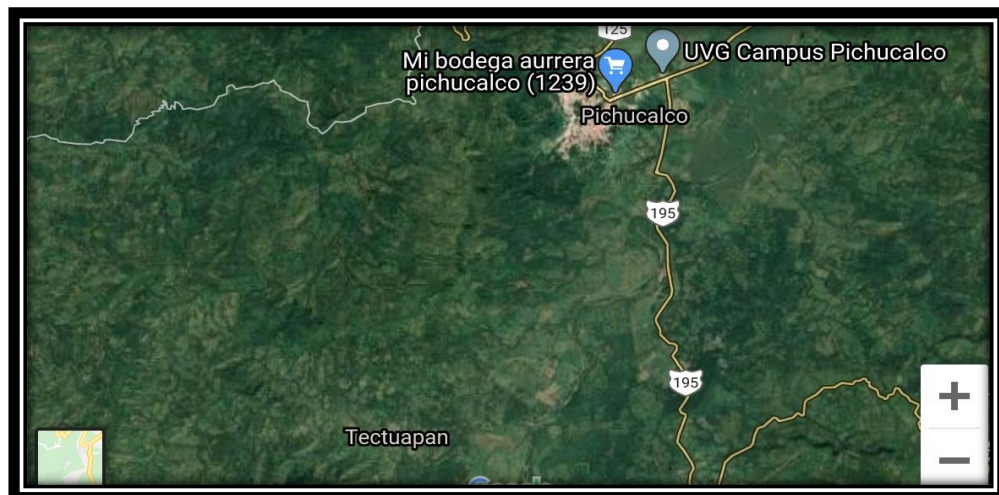 125
Mi bodega aurrera
pichucalco (1239)
UVG Campus Pichucalco
Pichucalco
195
195
Tectuapan